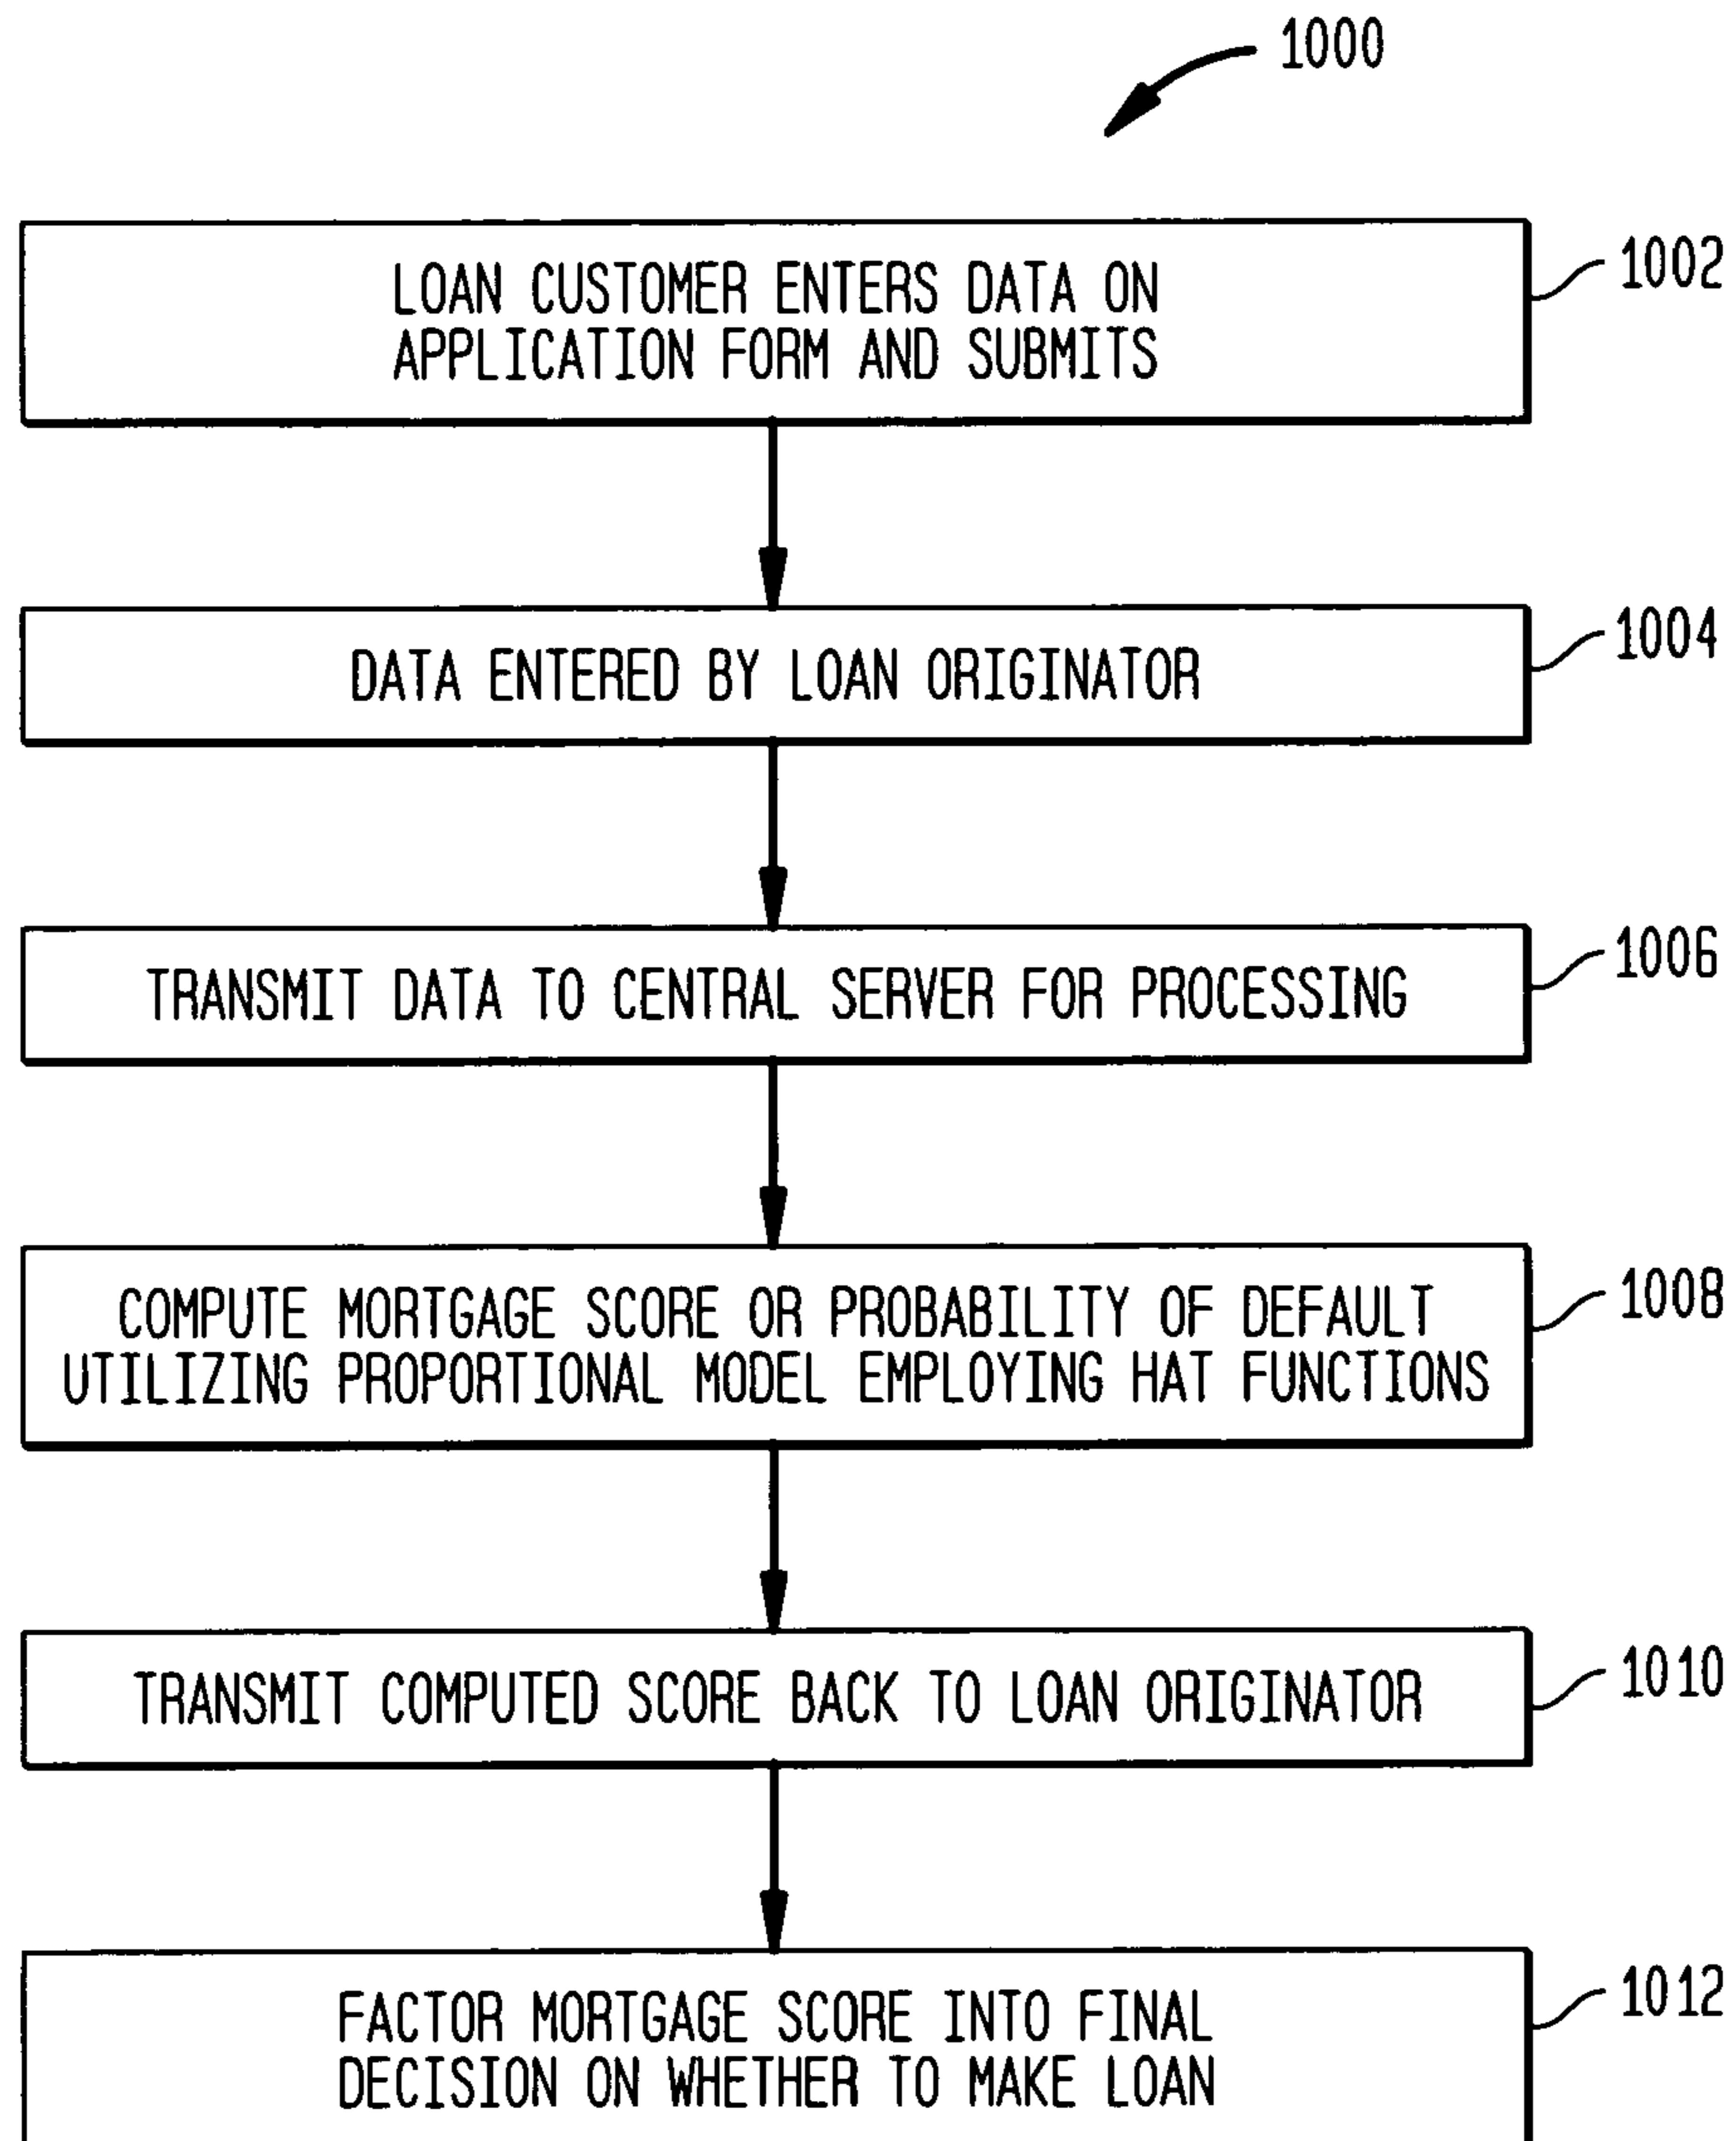 1000
LOAN CUSTOMER ENTERS DATA ON
APPLICATION FORM AND SUBMITS
1002
DATA ENTERED BY LOAN ORIGINATOR
1004
TRANSMIT DATA TO CENTRAL SERVER FOR PROCESSING
1006
COMPUTE MORTGAGE SCORE OR PROBABILITY OF DEFAULT
UTILIZING PROPORTIONAL MODEL EMPLOYING HAT FUNCTIONS
1008
TRANSMIT COMPUTED SCORE BACK TO LOAN ORIGINATOR
1010
FACTOR MORTGAGE SCORE INTO FINAL
DECISION ON WHETHER TO MAKE LOAN
1012